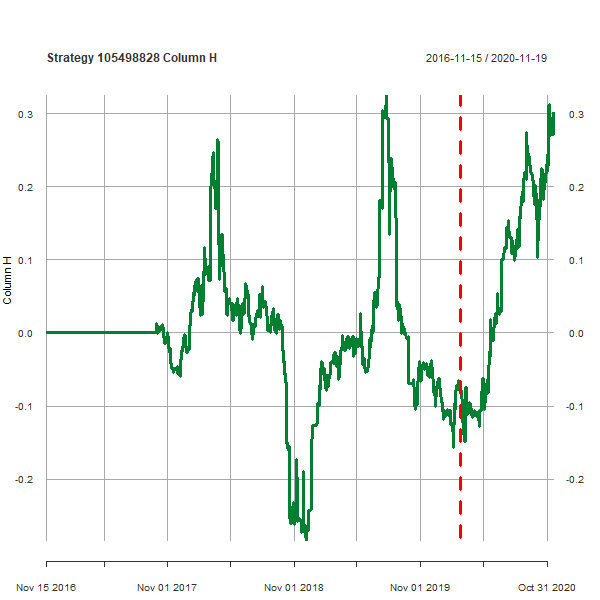 Strategy 105498828 Column H
2016-11-15 / 2020-11-19
0.3
0.3
0.2
0.2
0.1
0.1
Column H
0.0
0.0
-0.1
-0.1
-0.2
-0.2
Nov 15 2016
Nov 01 2017
Nov 01 2018
Nov 01 2019
Oct 31 2020